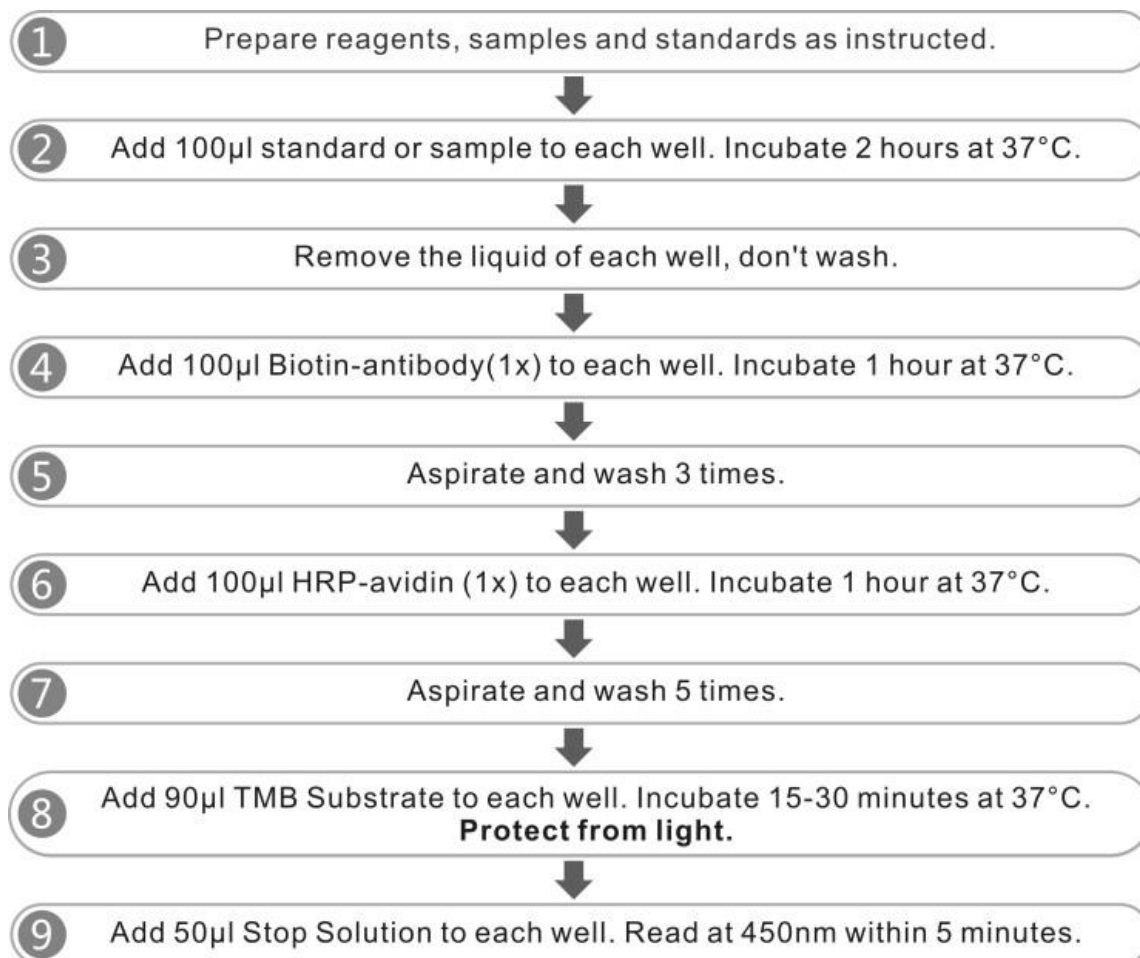 1 Prepare reagents, samples and standards as instructed.
2 Add 100µl standard or sample to each well. Incubate 2 hours at 37°C.
3 Remove the liquid of each well, don't wash.
4 Add 100µl Biotin-antibody(1x) to each well. Incubate 1 hour at 37°C.
5 Aspirate and wash 3 times.
6 Add 100µl HRP-avidin (1x) to each well. Incubate 1 hour at 37°C.
7 Aspirate and wash 5 times.
8 Add 90µl TMB Substrate to each well. Incubate 15-30 minutes at 37°C.
Protect from light.
9 Add 50µl Stop Solution to each well. Read at 450nm within 5 minutes.